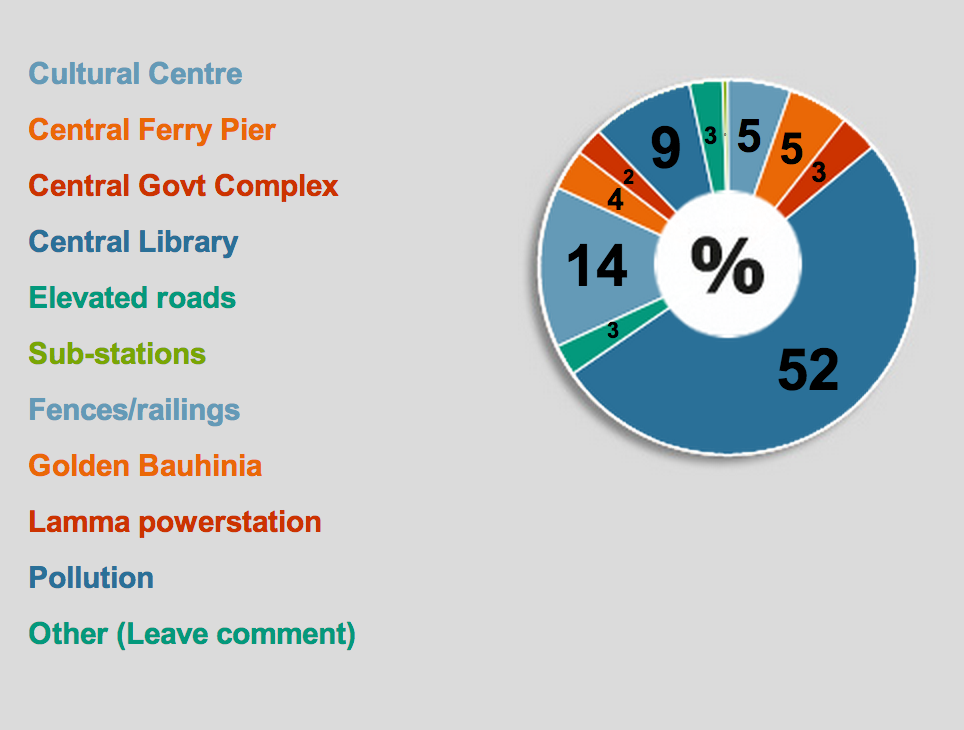 Cultural Centre
Central Ferry Pier
Central Govt Complex
Central Library
Elevated roads
Sub-stations
Fences/railings
Golden Bauhinia
Lamma powerstation
Pollution
Other (Leave comment)
5
5
3
52
3
14
4
2
9
3
%